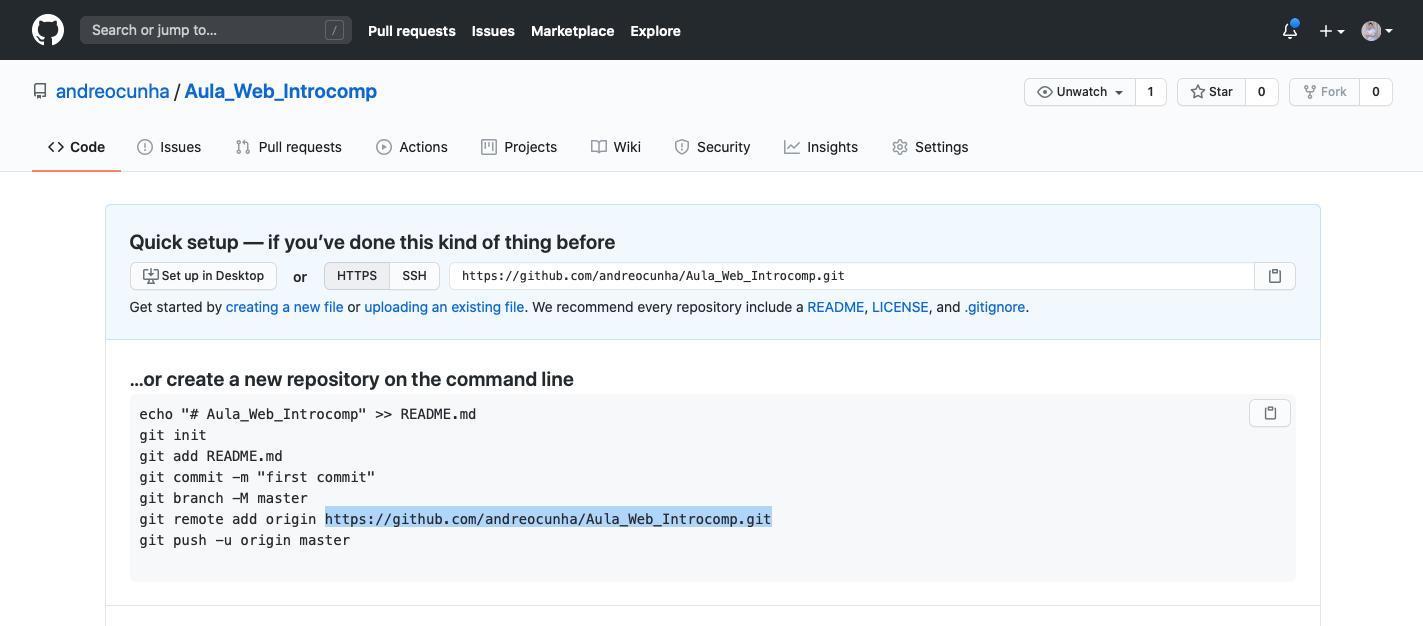 Search or jump to... /
Pull requests Issues Marketplace Explore
andreocunha / Aula_Web_Introcomp
Unwatch 1 Star 0 Fork 0
Code Issues Pull requests Actions Projects Wiki Security Insights Settings
Quick setup — if you’ve done this kind of thing before
Set up in Desktop or HTTPS SSH https://github.com/andreocunha/Aula_Web_Introcomp.git
Get started by creating a new file or uploading an existing file. We recommend every repository include a README, LICENSE, and .gitignore.
…or create a new repository on the command line
echo "# Aula_Web_Introcomp" >> README.md
git init
git add README.md
git commit -m "first commit"
git branch -M master
git remote add origin https://github.com/andreocunha/Aula_Web_Introcomp.git
git push -u origin master